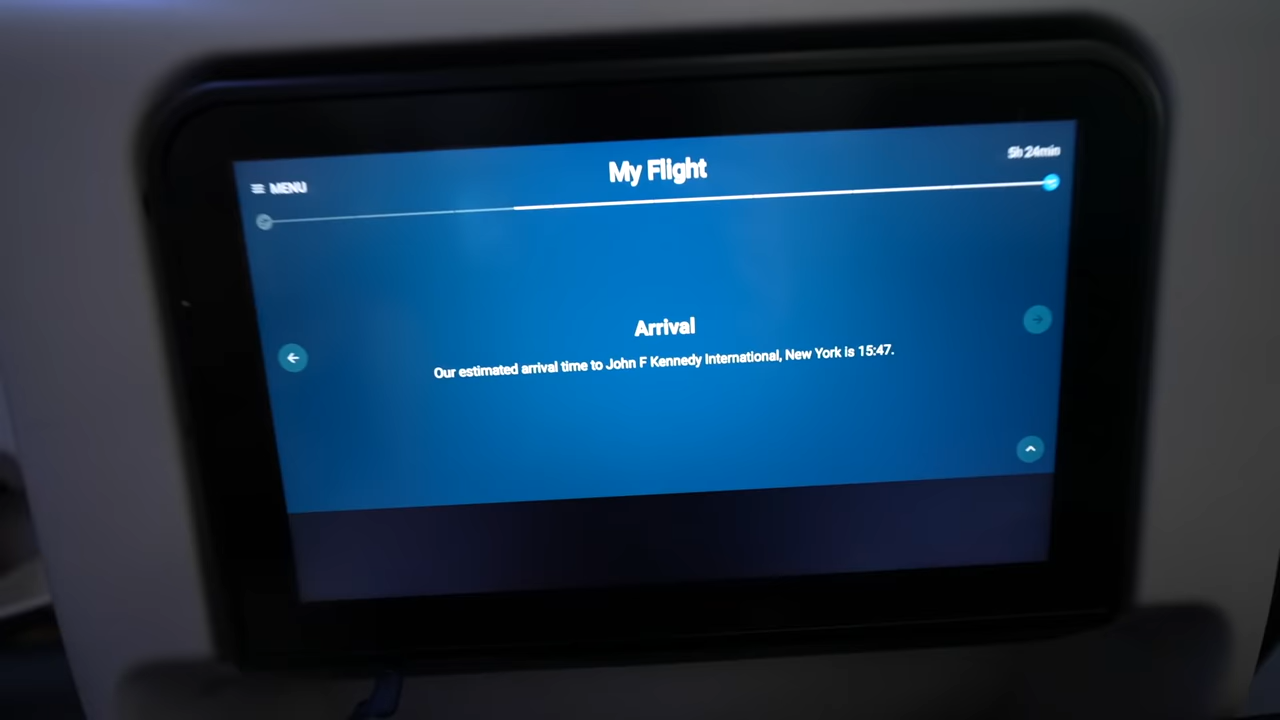 My Flight
5h 24min
MENU
Arrival
Our estimated arrival time to John F Kennedy International, New York is 15:47.